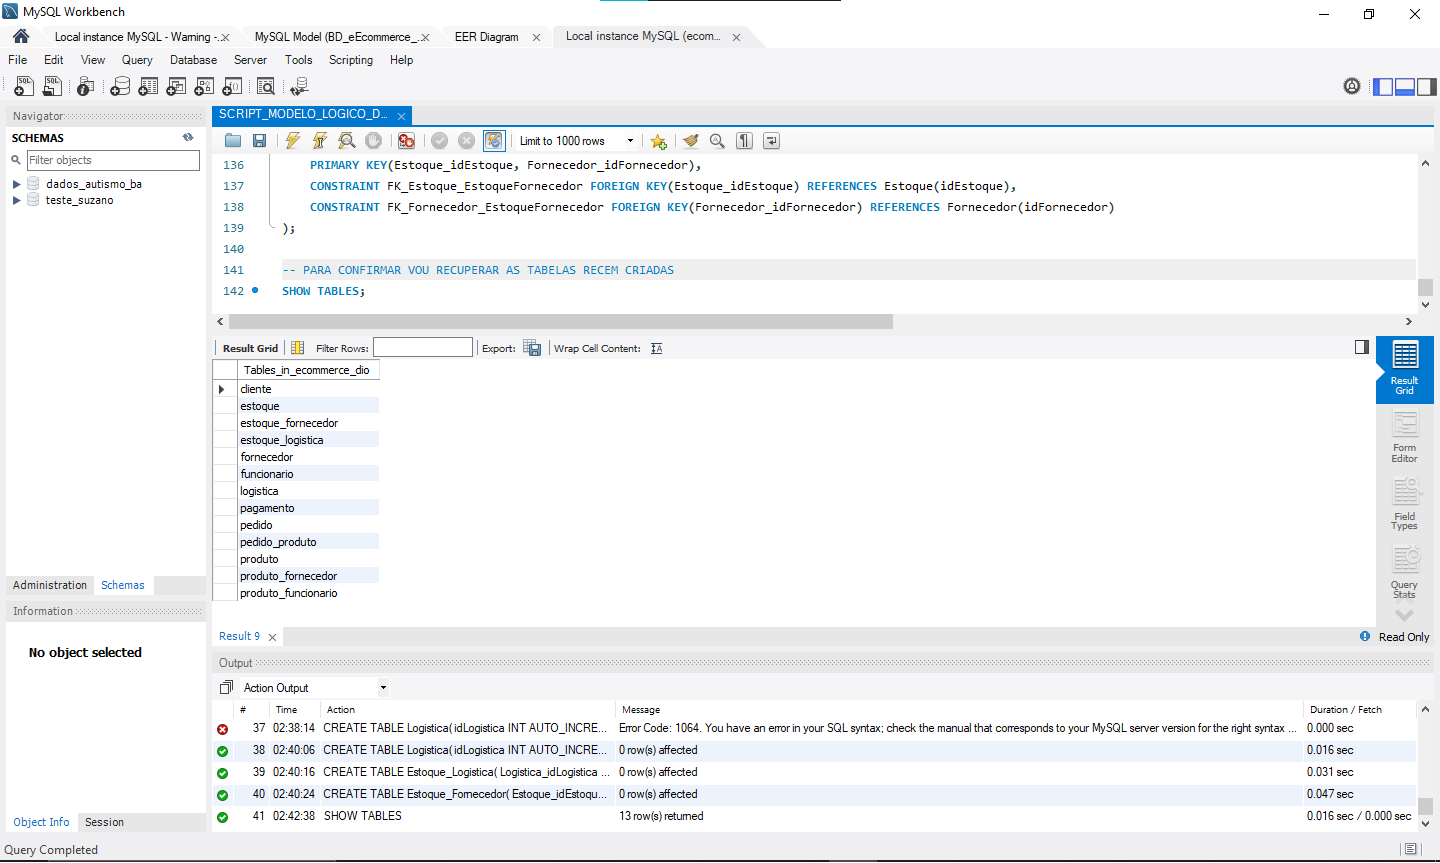 MySQL Workbench
Local instance MySQL - Warning -...
MySQL Model (BD_eEcommerce_...
EER Diagram
Local instance MySQL (ecom...
File Edit View Query Database Server Tools Scripting Help
Navigator
SCHEMAS
Filter objects
dados_autismo_ba
teste_suzano
Administration Schemas
Information
No object selected
Object Info Session
SCRIPT_MODELO_LOGICO_D...
Limit to 1000 rows
136 PRIMARY KEY(Estoque_idEstoque, Fornecedor_idFornecedor),
137 CONSTRAINT FK_Estoque_EstoqueFornecedor FOREIGN KEY(Estoque_idEstoque) REFERENCES Estoque(idEstoque),
138 CONSTRAINT FK_Fornecedor_EstoqueFornecedor FOREIGN KEY(Fornecedor_idFornecedor) REFERENCES Fornecedor(idFornecedor)
139 );
140
141 -- PARA CONFIRMAR VOU RECUPERAR AS TABELAS RECEM CRIADAS
142 SHOW TABLES;
Result Grid Filter Rows: Export: Wrap Cell Content:
Tables_in_ecommerce_dio
cliente
estoque
estoque_fornecedor
estoque_logistica
fornecedor
funcionario
logistica
pagamento
pedido
pedido_produto
produto
produto_fornecedor
produto_funcionario
Result
Grid
Form
Editor
Field
Types
Query
Stats
Result 9
Read Only
Output
Action Output
# Time Action Message Duration / Fetch
37 02:38:14 CREATE TABLE Logistica( idLogistica INT AUTO_INCRE... Error Code: 1064. You have an error in your SQL syntax; check the manual that corresponds to your MySQL server version for the right syntax ... 0.000 sec
38 02:40:06 CREATE TABLE Logistica( idLogistica INT AUTO_INCRE... 0 row(s) affected 0.016 sec
39 02:40:16 CREATE TABLE Estoque_Logistica( Logistica_idLogistica ... 0 row(s) affected 0.031 sec
40 02:40:24 CREATE TABLE Estoque_Fornecedor( Estoque_idEstoqu... 0 row(s) affected 0.047 sec
41 02:42:38 SHOW TABLES 13 row(s) returned 0.016 sec / 0.000 sec
Query Completed